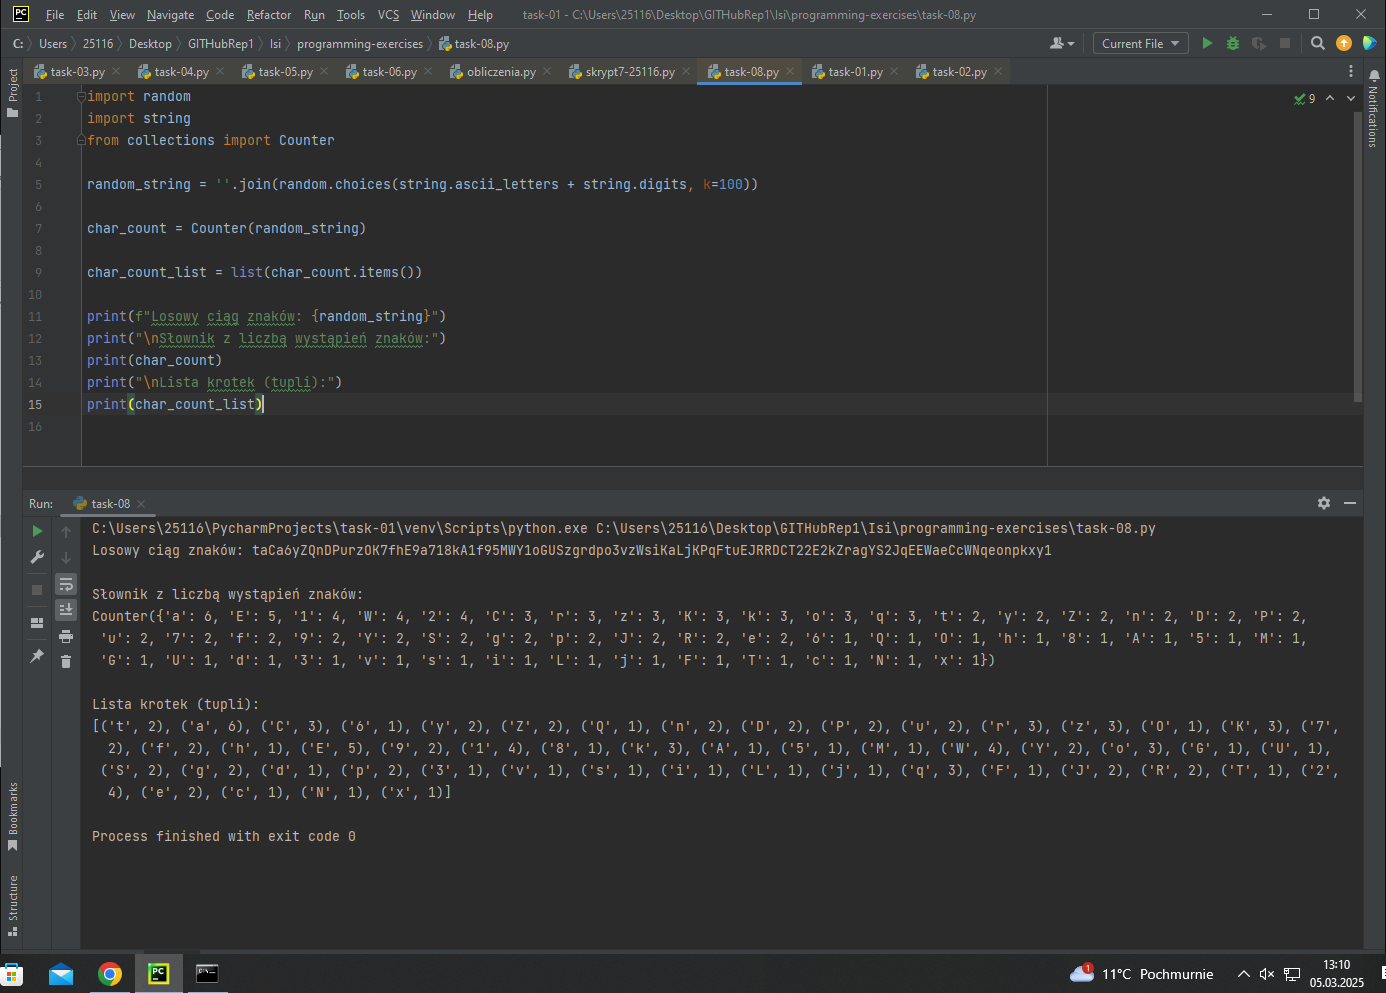 PC File Edit View Navigate Code Refactor Run Tools VCS Window Help task-01 - C:\Users\25116\Desktop\GITHubRep1\Isi\programming-exercises\task-08.py
C: Users 25116 Desktop GITHubRep1 Isi programming-exercises task-08.py Current File
task-03.py task-04.py task-05.py task-06.py obliczenia.py skrypt7-25116.py task-08.py task-01.py task-02.py
Project
Notifications
9
1 import random
2 import string
3 from collections import Counter
4
5 random_string = ''.join(random.choices(string.ascii_letters + string.digits, k=100))
6
7 char_count = Counter(random_string)
8
9 char_count_list = list(char_count.items())
10
11 print(f"Losowy ciąg znaków: {random_string}")
12 print("\nSłownik z liczbą wystąpień znaków:")
13 print(char_count)
14 print("\nLista krotek (tupli):")
15 print(char_count_list)
16
Run: task-08
C:\Users\25116\PycharmProjects\task-01\venv\Scripts\python.exe C:\Users\25116\Desktop\GITHubRep1\Isi\programming-exercises\task-08.py
Losowy ciąg znaków: taCa6yZQnDPurzOK7fhE9a718kA1f95MWY1oGUSzgrdpo3vzWsiKaLjKPqFtuEJRRDCT22E2kZragYS2JqEEWaeCcWNqeonpkxy1
Słownik z liczbą wystąpień znaków:
Counter({'a': 6, 'E': 5, '1': 4, 'W': 4, '2': 4, 'C': 3, 'r': 3, 'z': 3, 'K': 3, 'k': 3, 'o': 3, 'q': 3, 't': 2, 'y': 2, 'Z': 2, 'n': 2, 'D': 2, 'P': 2,
'u': 2, '7': 2, 'f': 2, '9': 2, 'Y': 2, 'S': 2, 'g': 2, 'p': 2, 'J': 2, 'R': 2, 'e': 2, '6': 1, 'Q': 1, 'O': 1, 'h': 1, '8': 1, 'A': 1, '5': 1, 'M': 1,
'G': 1, 'U': 1, 'd': 1, '3': 1, 'v': 1, 's': 1, 'i': 1, 'L': 1, 'j': 1, 'F': 1, 'T': 1, 'c': 1, 'N': 1, 'x': 1})
Lista krotek (tupli):
[('t', 2), ('a', 6), ('C', 3), ('6', 1), ('y', 2), ('Z', 2), ('Q', 1), ('n', 2), ('D', 2), ('P', 2), ('u', 2), ('r', 3), ('z', 3), ('O', 1), ('K', 3), ('7',
2), ('f', 2), ('h', 1), ('E', 5), ('9', 2), ('1', 4), ('8', 1), ('k', 3), ('A', 1), ('5', 1), ('M', 1), ('W', 4), ('Y', 2), ('o', 3), ('G', 1), ('U', 1),
('S', 2), ('g', 2), ('d', 1), ('p', 2), ('3', 1), ('v', 1), ('s', 1), ('i', 1), ('L', 1), ('j', 1), ('q', 3), ('F', 1), ('J', 2), ('R', 2), ('T', 1), ('2',
4), ('e', 2), ('c', 1), ('N', 1), ('x', 1)]
Process finished with exit code 0
Bookmarks
Structure
PC
1 11°C Pochmurnie
13:10
05.03.2025